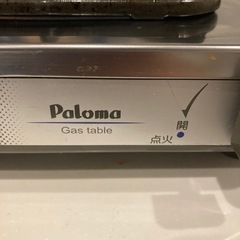 Paloma
Gas table
開
点火